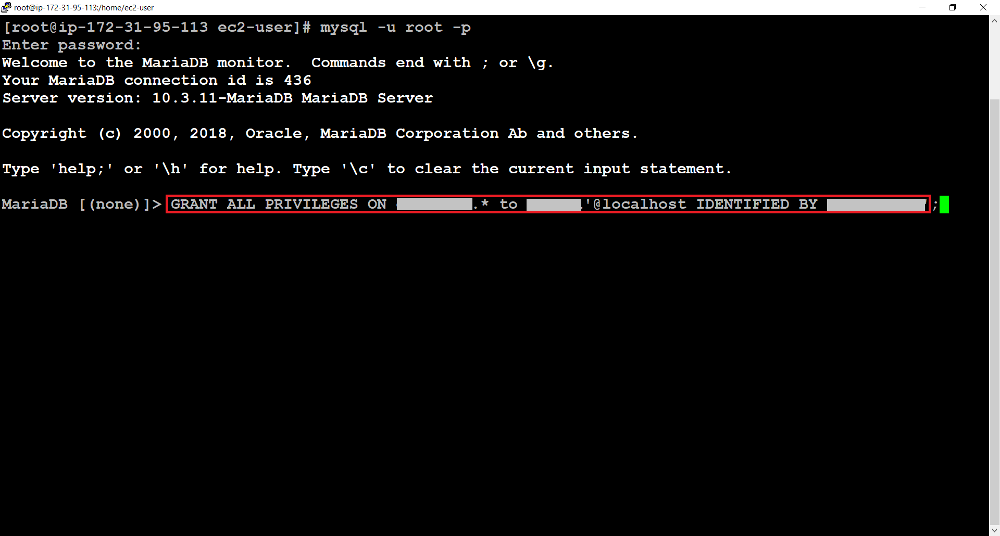 root@ip-172-31-95-113:/home/ec2-user
[root@ip-172-31-95-113 ec2-user]# mysql -u root -p
Enter password:
Welcome to the MariaDB monitor.  Commands end with ; or \g.
Your MariaDB connection id is 436
Server version: 10.3.11-MariaDB MariaDB Server
Copyright (c) 2000, 2018, Oracle, MariaDB Corporation Ab and others.
Type 'help;' or '\h' for help. Type '\c' to clear the current input statement.
MariaDB [(none)]> GRANT ALL PRIVILEGES ON .* to '@localhost IDENTIFIED BY ';